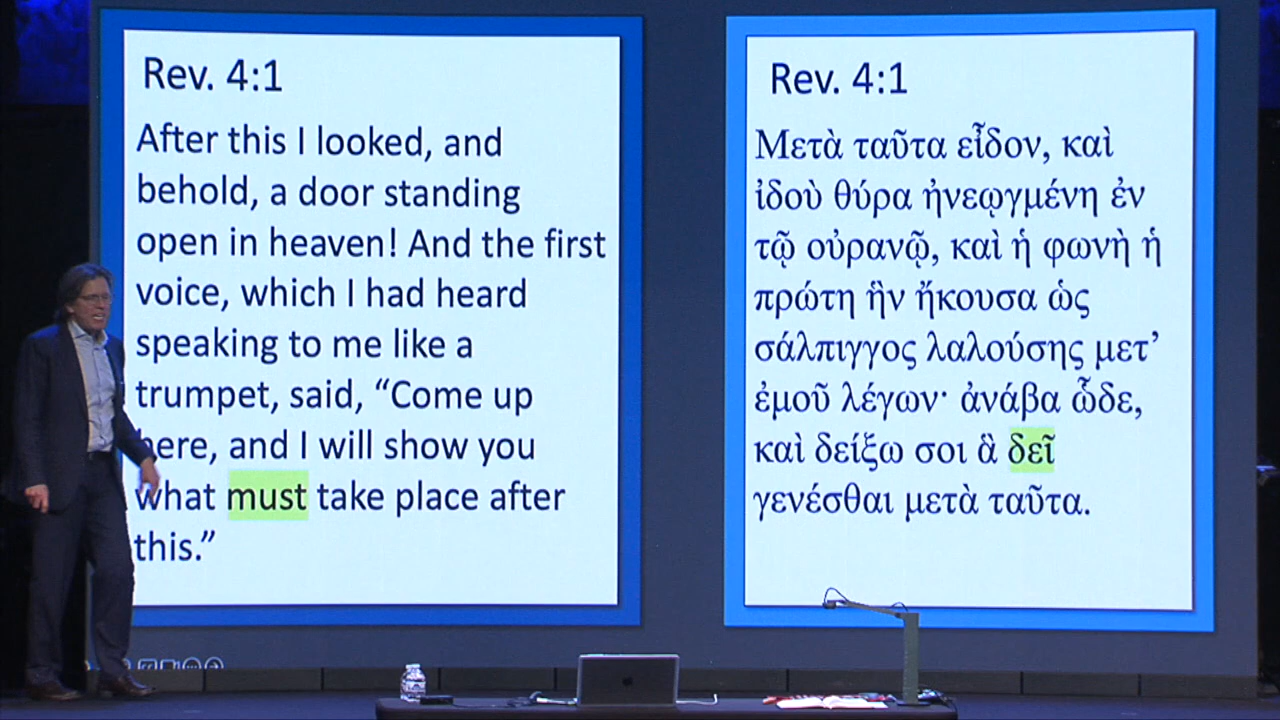 Rev. 4:1
After this I looked, and
behold, a door standing
open in heaven! And the first
voice, which I had heard
speaking to me like a
trumpet, said, “Come up
here, and I will show you
what must take place after
this.”
Rev. 4:1
Μετὰ ταῦτα εἶδον, καὶ
ἰδοὺ θύρα ἠνεῳγμένη ἐν
τῷ οὐρανῷ, καὶ ἡ φωνὴ ἡ
πρώτη ἣν ἤκουσα ὡς
σάλπιγγος λαλούσης μετ’
ἐμοῦ λέγων· ἀνάβα ὧδε,
καὶ δείξω σοι ἃ δεῖ
γενέσθαι μετὰ ταῦτα.